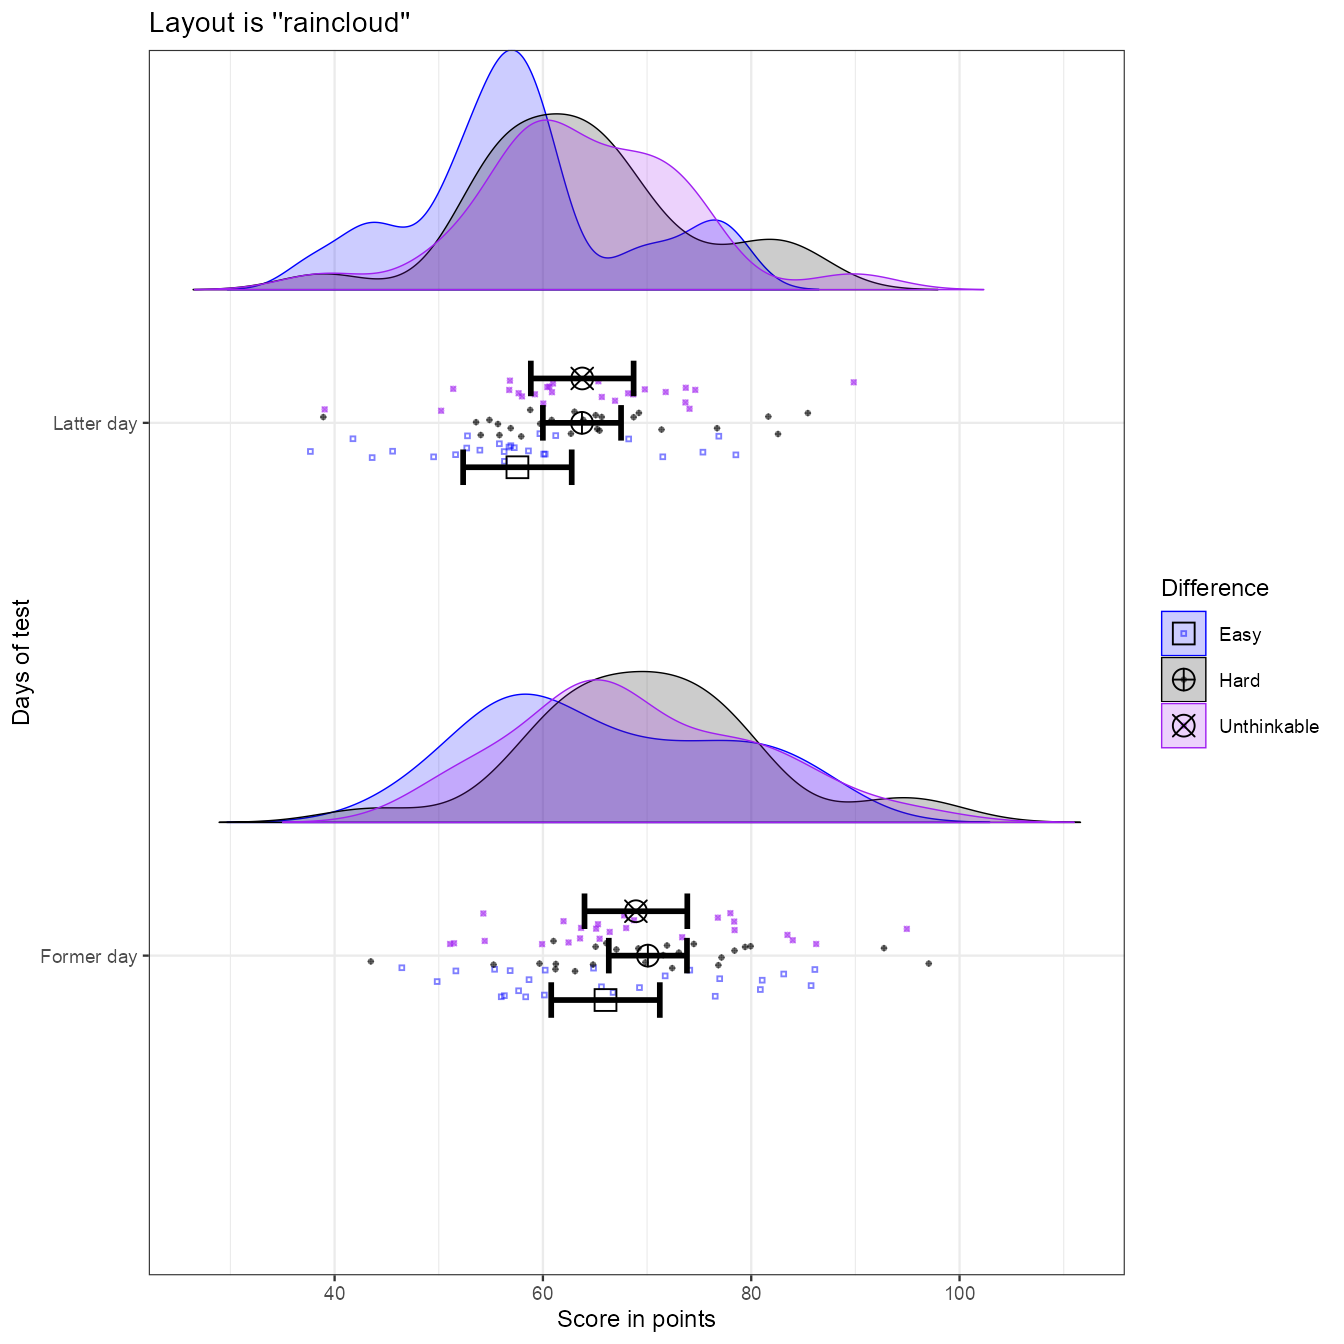 Layout is "raincloud"
Latter day
Former day
Days of test
40
60
80
100
Score in points
Difference
Easy
Hard
Unthinkable